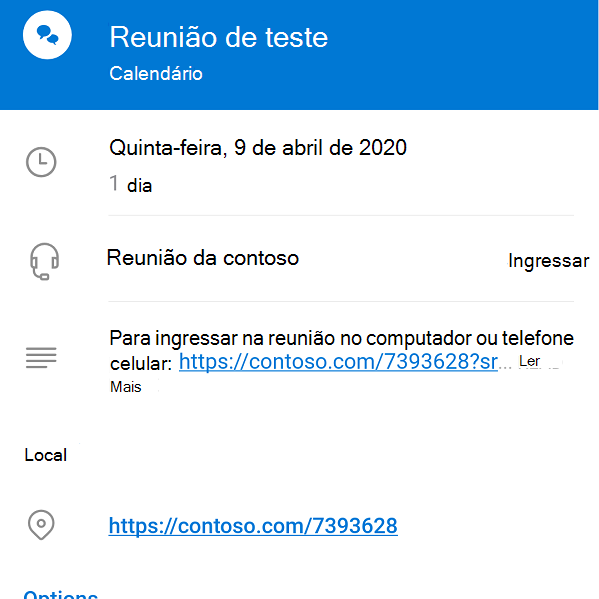 Reunião de teste
Calendário
Quinta-feira, 9 de abril de 2020
1 dia
Reunião da contoso
Ingressar
Para ingressar na reunião no computador ou telefone
celular: https://contoso.com/7393628?sr... Ler
Mais
Local
https://contoso.com/7393628
Options